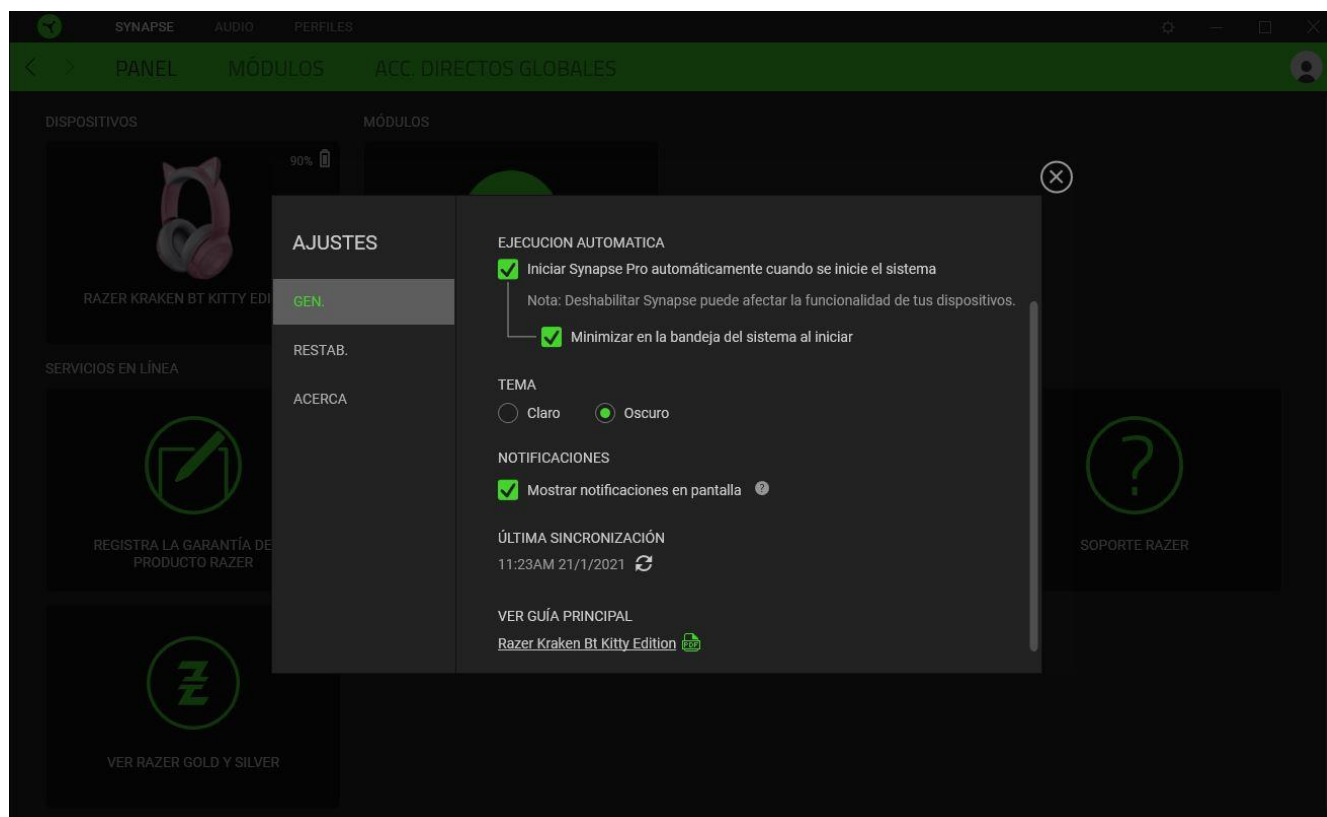 SYNAPSE AUDIO PERFILES
PANEL MÓDULOS ACC. DIRECTOS GLOBALES
DISPOSITIVOS MÓDULOS
90%
RAZER KRAKEN BT KITTY EDI
SERVICIOS EN LÍNEA
REGISTRA LA GARANTÍA DE
PRODUCTO RAZER
VER RAZER GOLD Y SILVER
AJUSTES
GEN.
RESTAB.
ACERCA
EJECUCION AUTOMATICA
Iniciar Synapse Pro automáticamente cuando se inicie el sistema
Nota: Deshabilitar Synapse puede afectar la funcionalidad de tus dispositivos.
Minimizar en la bandeja del sistema al iniciar
TEMA
Claro Oscuro
NOTIFICACIONES
Mostrar notificaciones en pantalla ?
ÚLTIMA SINCRONIZACIÓN
11:23AM 21/1/2021
VER GUÍA PRINCIPAL
Razer Kraken Bt Kitty Edition PDF
?
SOPORTE RAZER